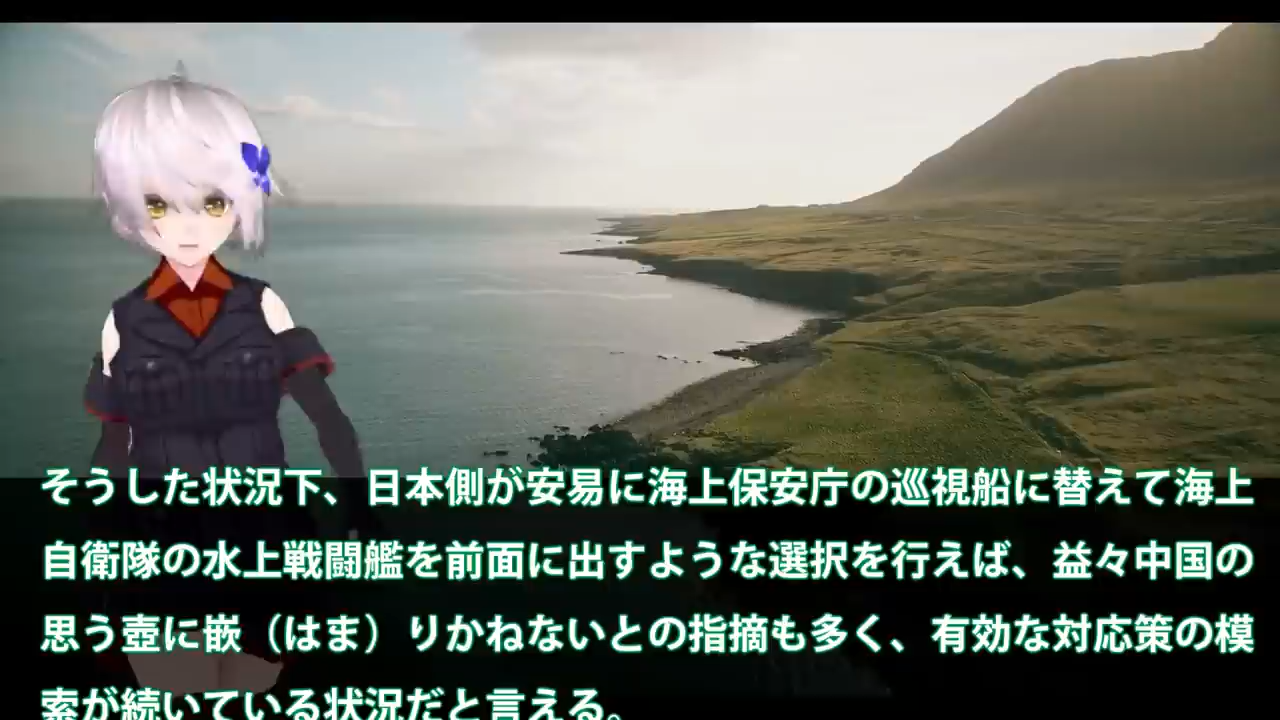 そうした状況下、日本側が安易に海上保安庁の巡視船に替えて海上
自衛隊の水上戦闘艦を前面に出すような選択を行えば、益々中国の
思う壺に嵌（はま）りかねないとの指摘も多く、有効な対応策の模
索が続いている状況だと言える。